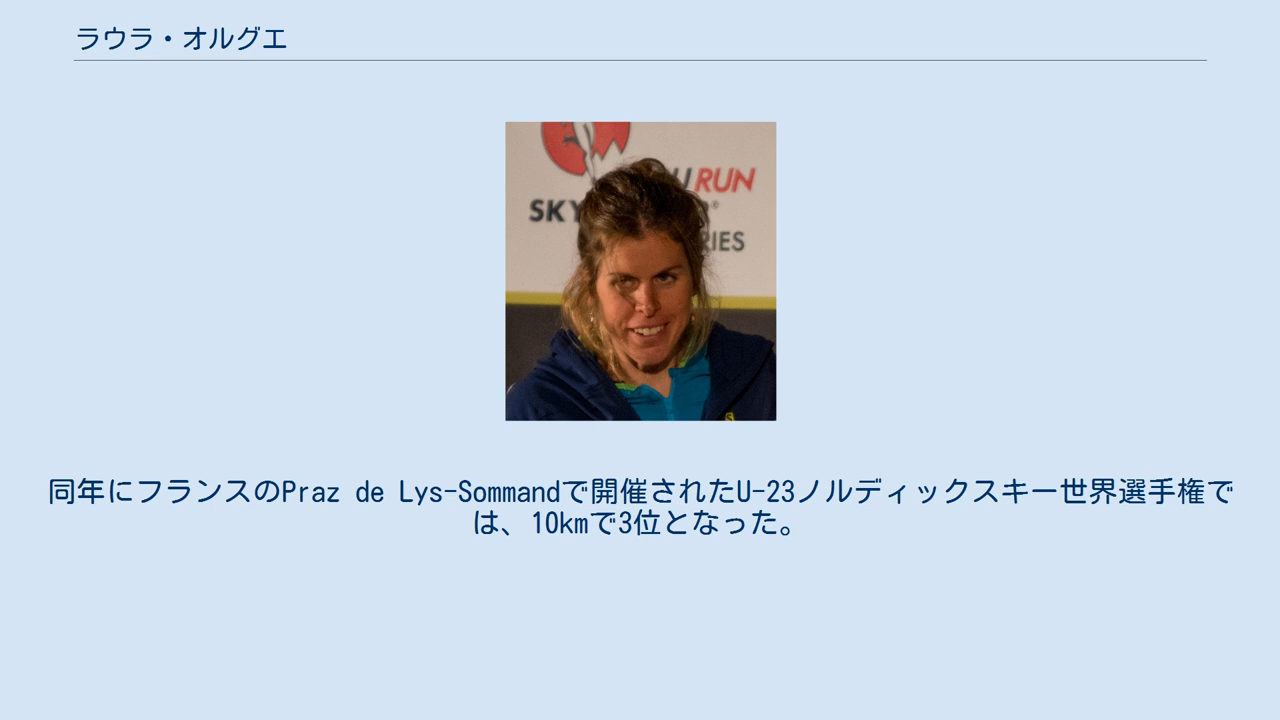 ラウラ・オルグエ
RUN
SKY
RIES
同年にフランスのPraz de Lys-Sommandで開催されたU-23ノルディックスキー世界選手権で
は、10kmで3位となった。